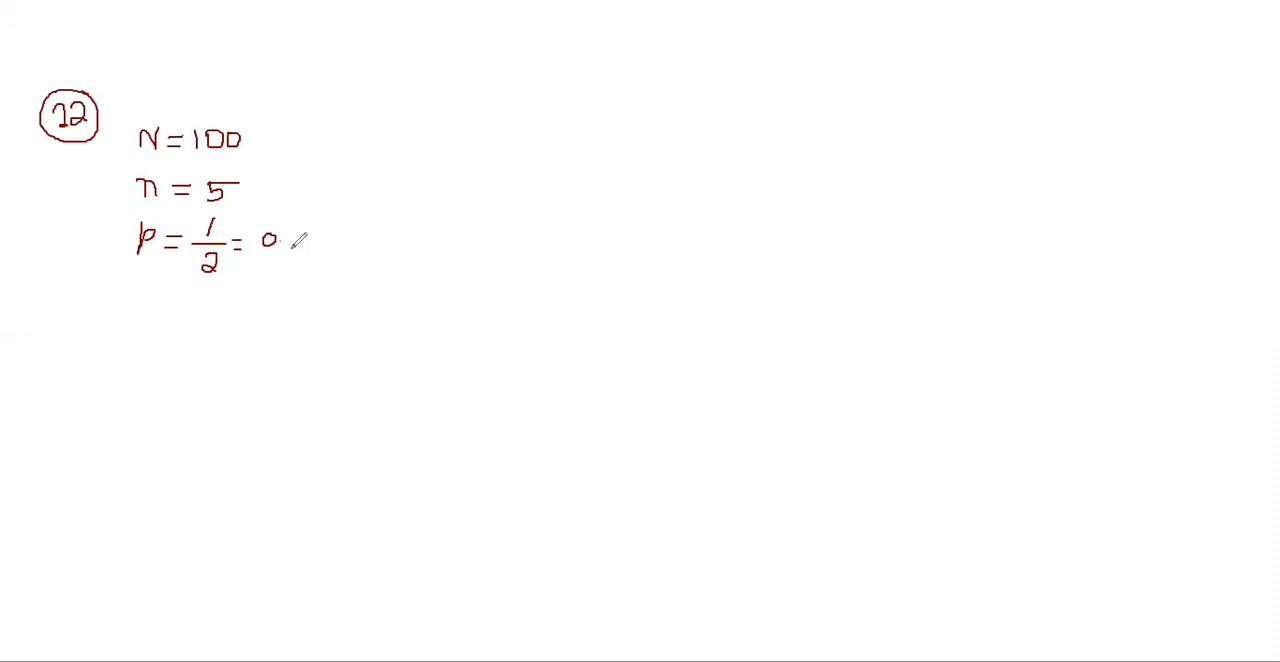 12
N = 100
n = 5
p = 1/2 = 0.